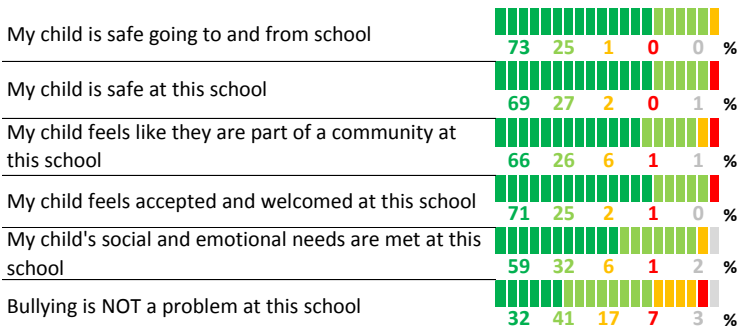 My child is safe going to and from school
73 25 1 0 0 %
My child is safe at this school
69 27 2 0 1 %
My child feels like they are part of a community at
this school
66 26 6 1 1 %
My child feels accepted and welcomed at this school
71 25 2 1 0 %
My child's social and emotional needs are met at this
school
59 32 6 1 2 %
Bullying is NOT a problem at this school
32 41 17 7 3 %